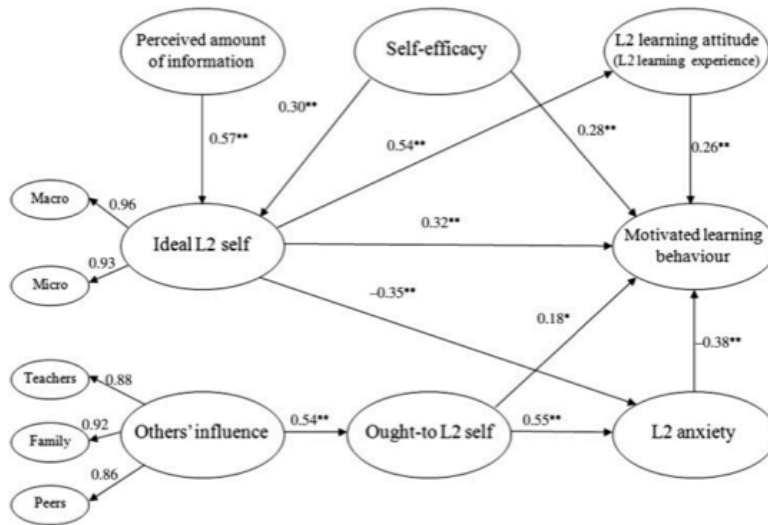 Perceived amount
of information
Self-efficacy
L2 learning attitude
(L2 learning experience)
0.57**
0.30**
0.54**
0.28**
0.26**
Macro
0.96
Ideal L2 self
0.32**
Motivated learning
behaviour
Micro
0.93
–0.35**
0.18*
–0.38**
Teachers
0.88
Family
0.92
Others’ influence
0.54**
Ought-to L2 self
0.55**
L2 anxiety
Peers
0.86